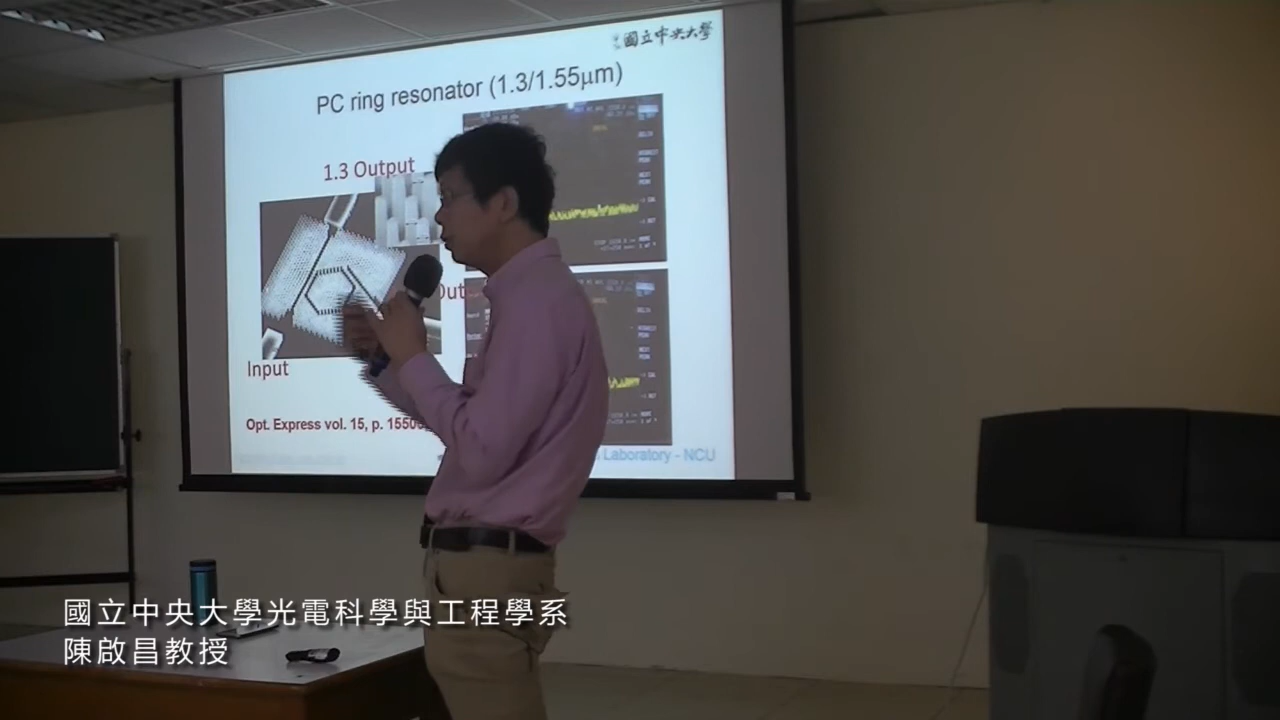 國立中央大學
PC ring resonator (1.3/1.55μm)
1.3 Output
Input
Opt. Express vol. 15, p. 1550
Laboratory - NCU
國立中央大學光電科學與工程學系
陳啟昌教授